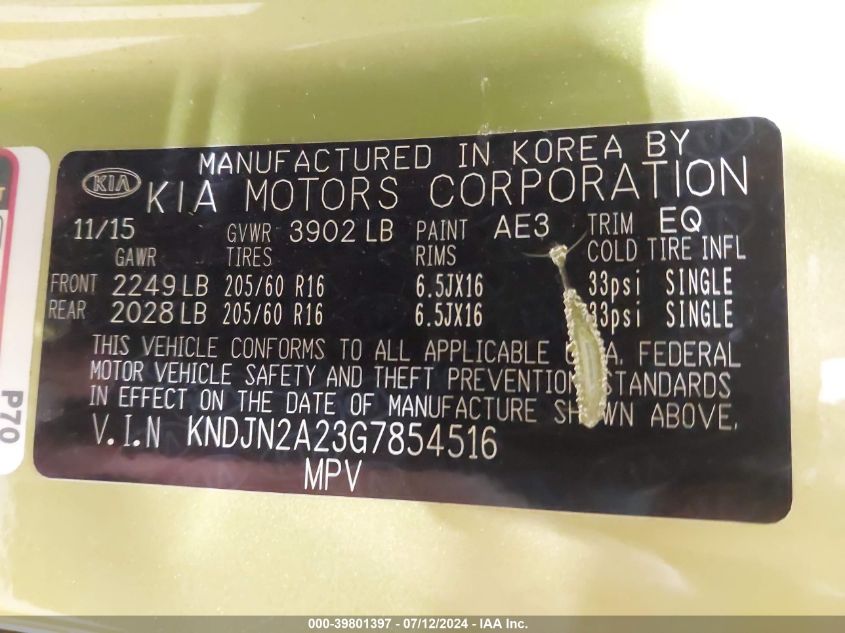 MANUFACTURED IN KOREA BY
KIA KIA MOTORS CORPORATION
11/15 GVWR 3902 LB PAINT AE3 TRIM EQ
GAWR TIRES RIMS COLD TIRE INFL
FRONT 2249 LB 205/60 R16 6.5JX16 33psi SINGLE
REAR 2028 LB 205/60 R16 6.5JX16 33psi SINGLE
THIS VEHICLE CONFORMS TO ALL APPLICABLE U.S.A. FEDERAL
MOTOR VEHICLE SAFETY AND THEFT PREVENTION STANDARDS
IN EFFECT ON THE DATE OF MANUFACTURE SHOWN ABOVE.
V.I.N KNDJN2A23G7854516
MPV
P70
000-39801397 - 07/12/2024 - IAA Inc.